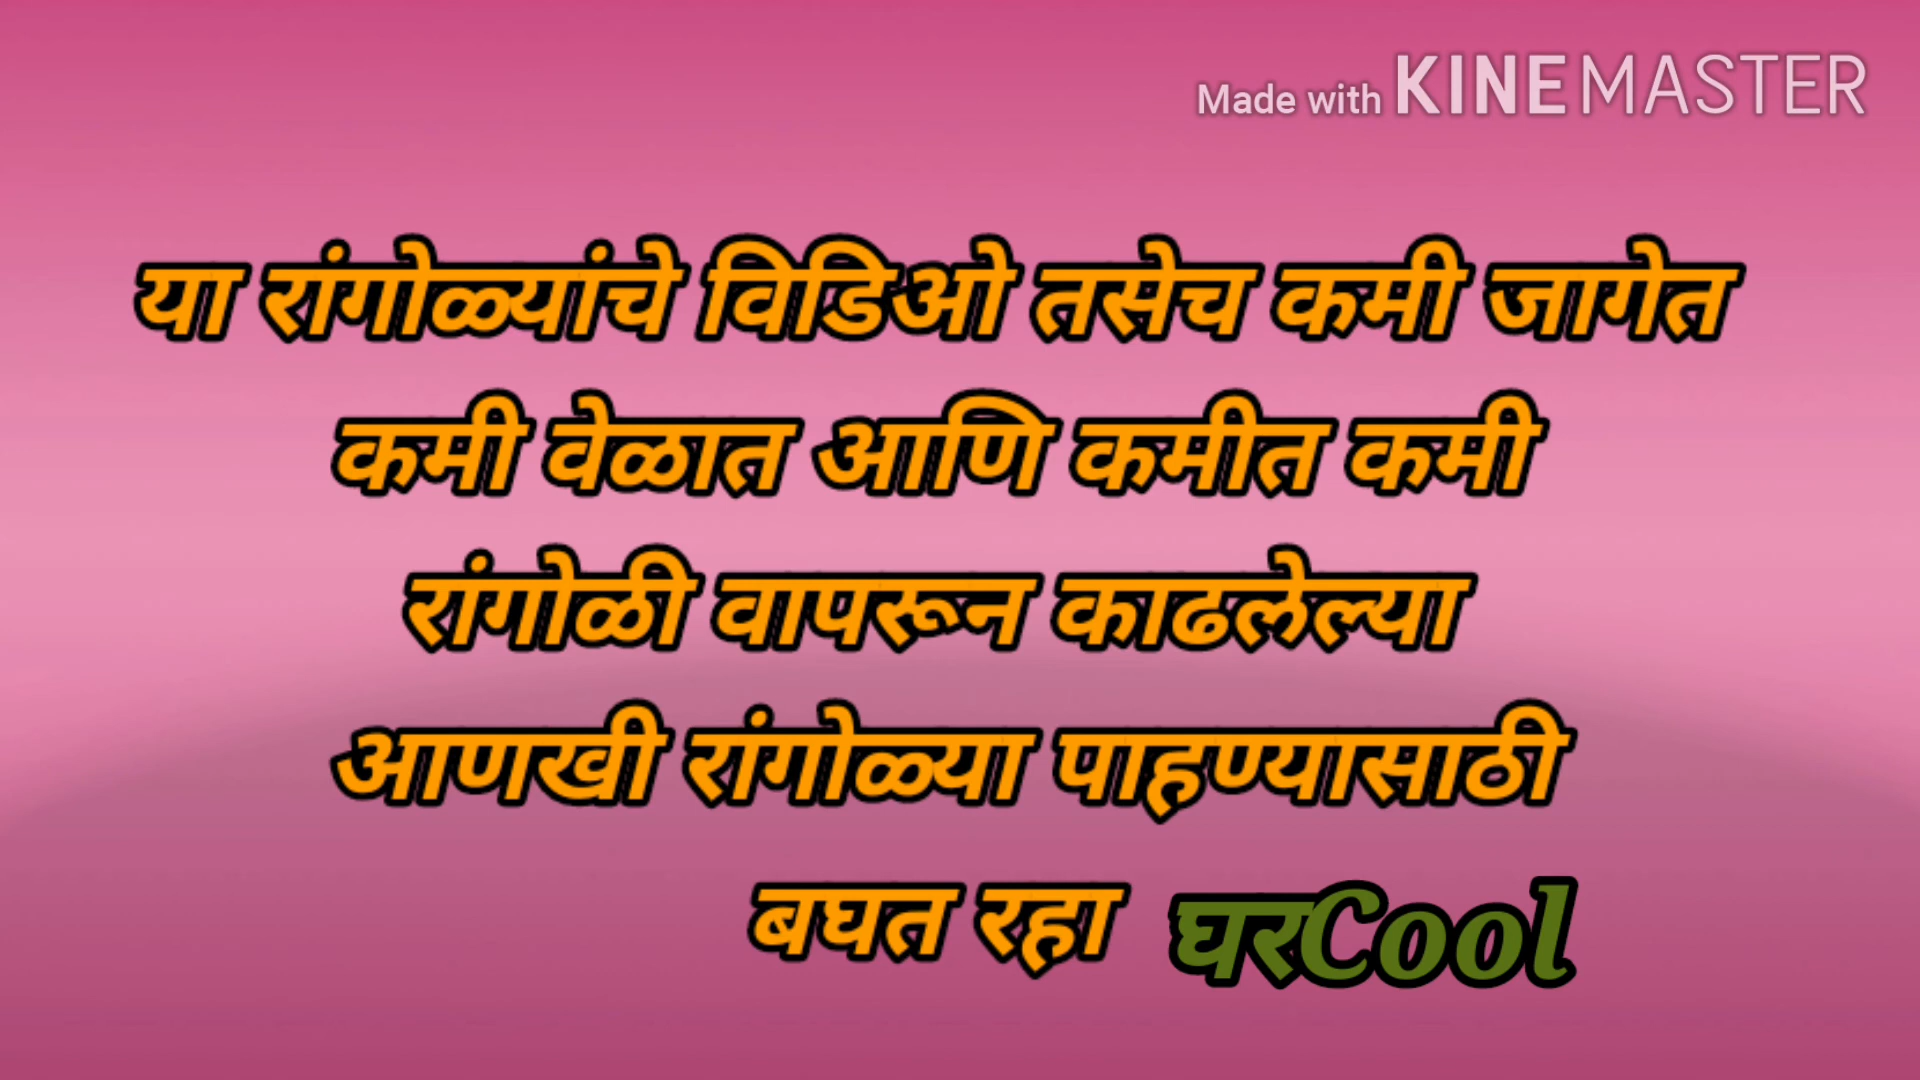 Made with KINEMASTER
या रांगोळ्यांचे विडिओ तसेच कमी जागेत
कमी वेळात आणि कमीत कमी
रांगोळी वापरून काढलेल्या
आणखी रांगोळ्या पाहण्यासाठी
बघत रहा घरCool